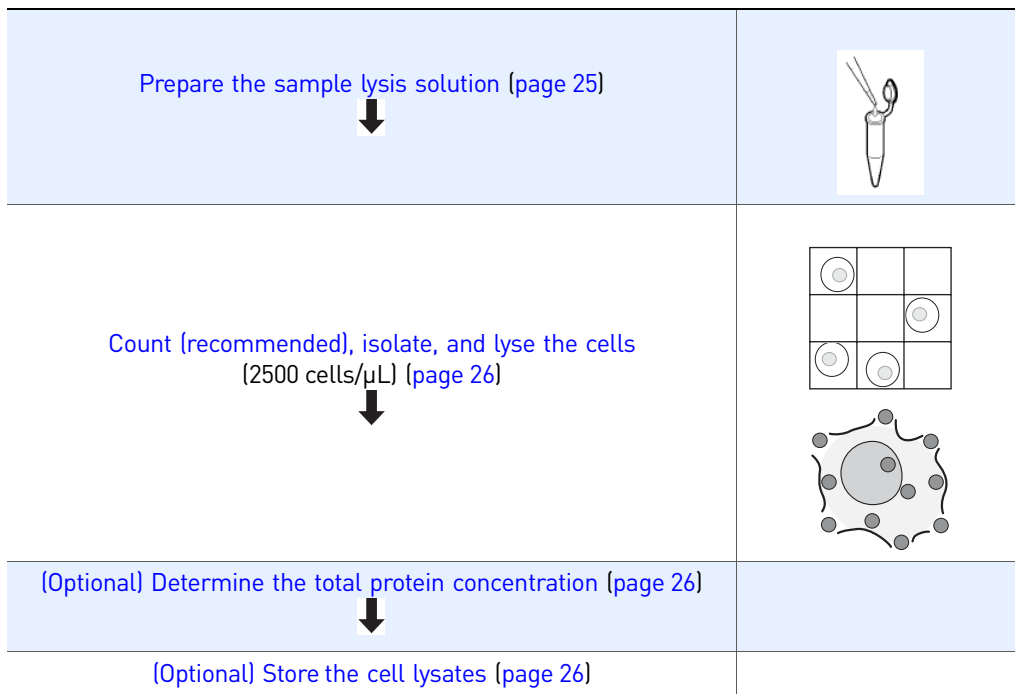 Prepare the sample lysis solution (page 25)
Count (recommended), isolate, and lyse the cells
(2500 cells/µL) (page 26)
(Optional) Determine the total protein concentration (page 26)
(Optional) Store the cell lysates (page 26)